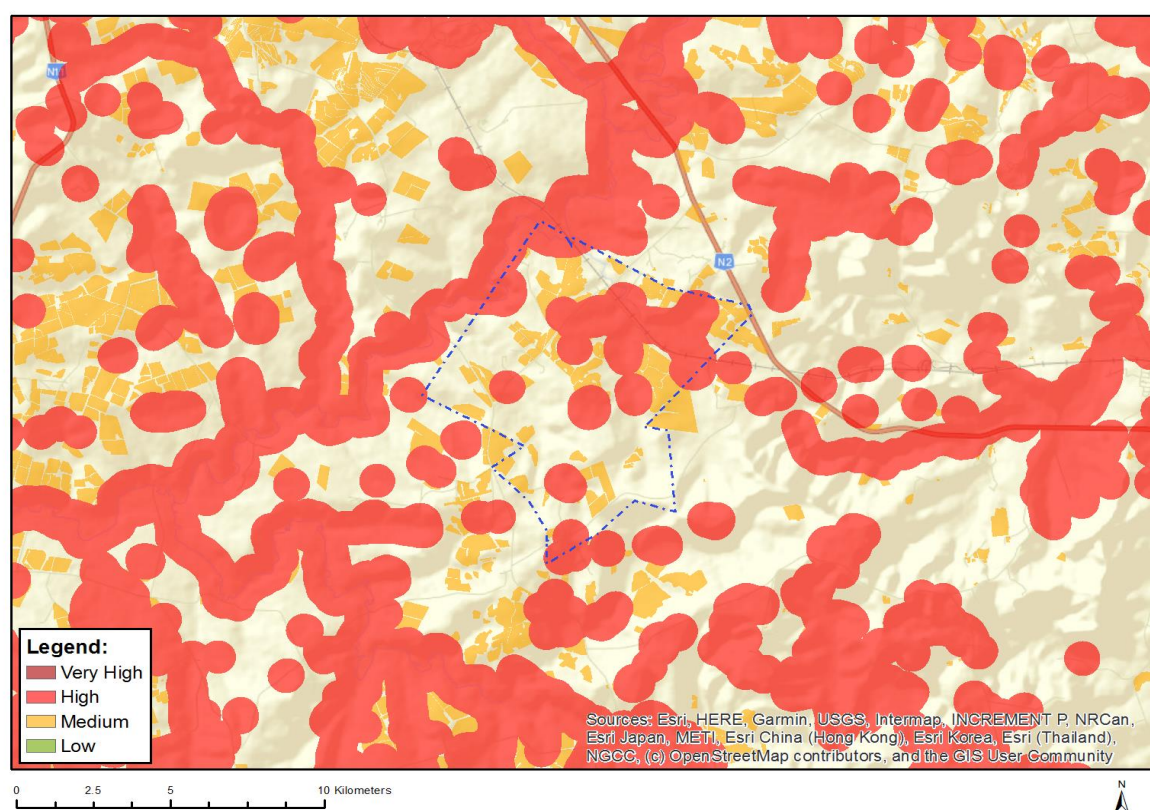 N1
N2
Legend:
Very High
High
Medium
Low
Sources: Esri, HERE, Garmin, USGS, Intermap, INCREMENT P, NRCan,
Esri Japan, METI, Esri China (Hong Kong), Esri Korea, Esri (Thailand),
NGCC, (c) OpenStreetMap contributors, and the GIS User Community
0 2.5 5 10 Kilometers
N